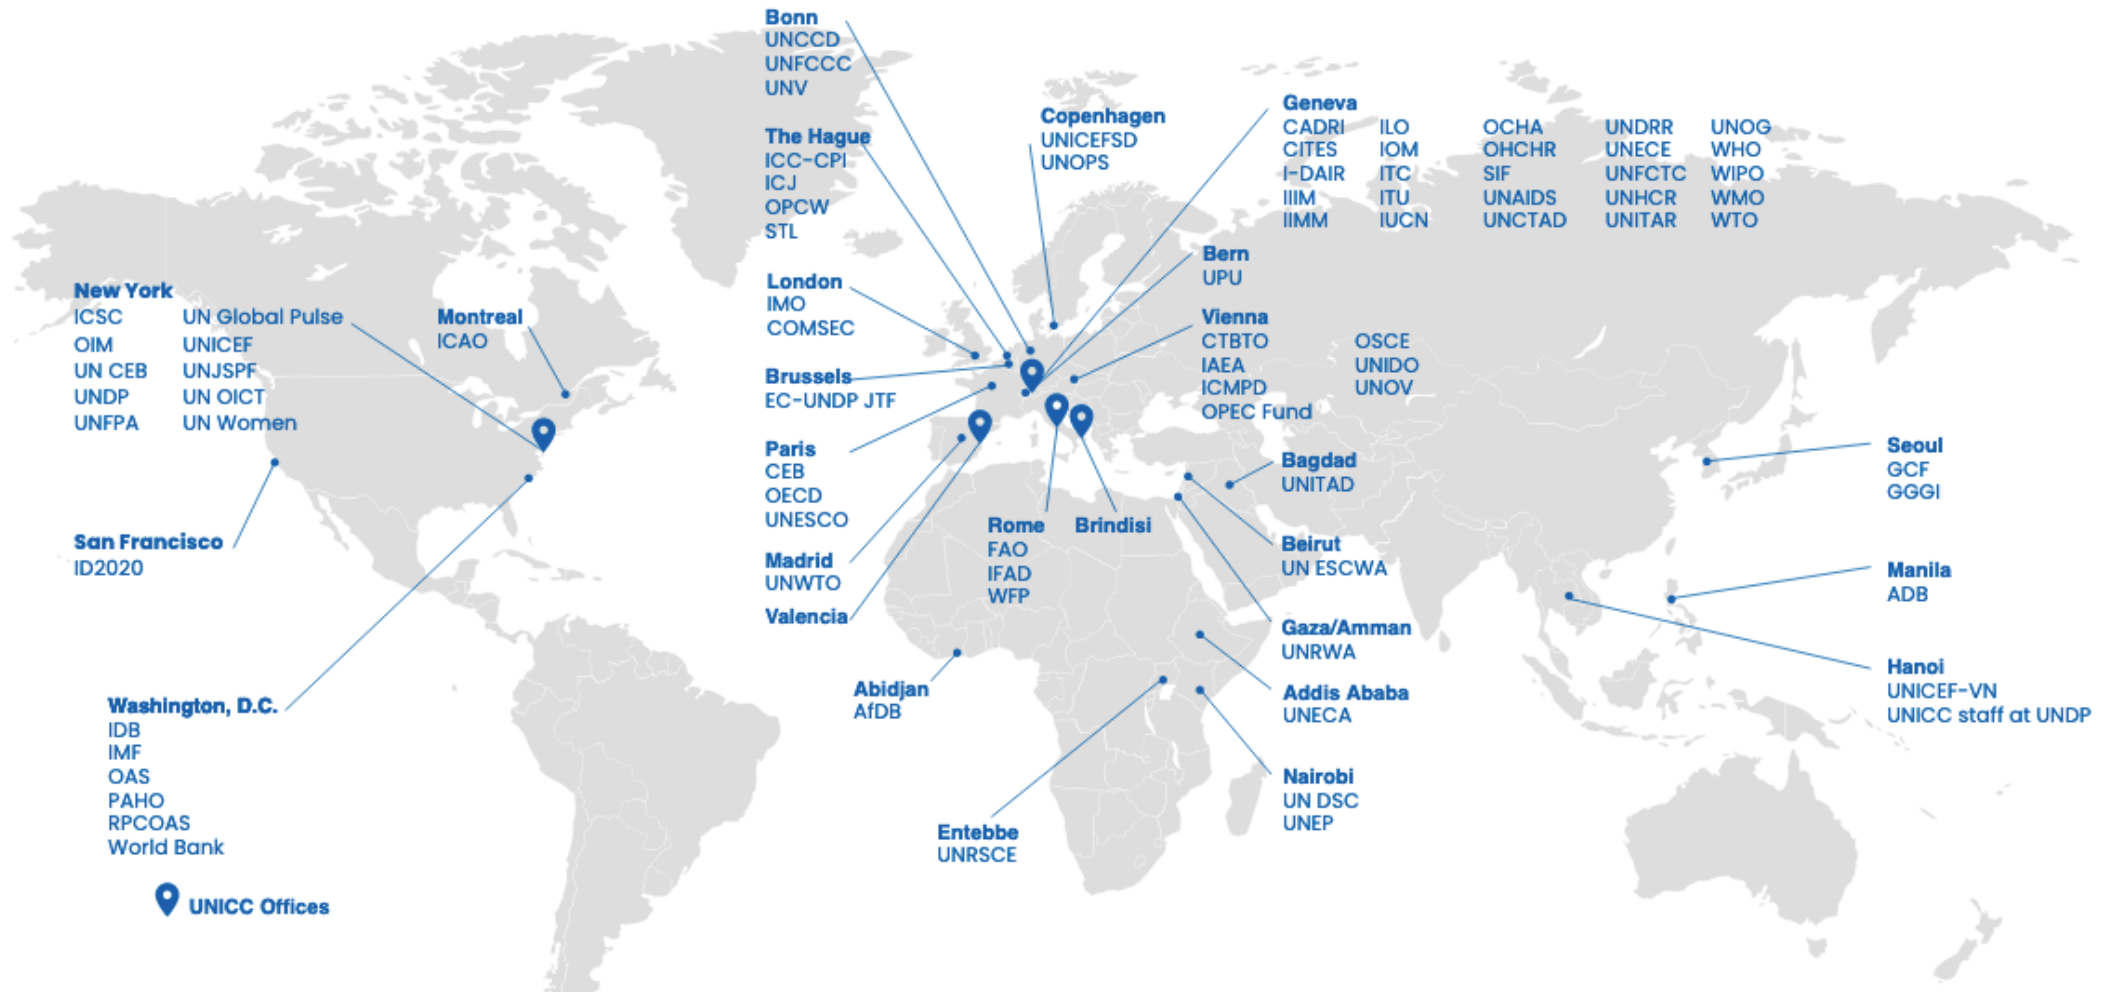 Bonn
UNCCD
UNFCCC
UNV
The Hague
ICC-CPI
ICJ
OPCW
STL
Copenhagen
UNICEFSD
UNOPS
Geneva
CADRI ILO OCHA UNDRR UNOG
CITES IOM OHCHR UNECE WHO
I-DAIR ITC SIF UNFCTC WIPO
IIIM ITU UNAIDS UNHCR WMO
IIMM IUCN UNCTAD UNITAR WTO
Bern
UPU
New York
ICSC UN Global Pulse
OIM UNICEF
UN CEB UNJSPF
UNDP UN OICT
UNFPA UN Women
Montreal
ICAO
London
IMO
COMSEC
Vienna
CTBTO OSCE
IAEA UNIDO
ICMPD UNOV
OPEC Fund
Brussels
EC-UNDP JTF
Paris
CEB
OECD
UNESCO
Madrid
UNWTO
Valencia
Rome
FAO
IFAD
WFP
Brindisi
Bagdad
UNITAD
Beirut
UN ESCWA
Gaza/Amman
UNRWA
Addis Ababa
UNECA
Nairobi
UN DSC
UNEP
Seoul
GCF
GGGI
Manila
ADB
Hanoi
UNICEF-VN
UNICC staff at UNDP
San Francisco
ID2020
Washington, D.C.
IDB
IMF
OAS
PAHO
RPCOAS
World Bank
Abidjan
AfDB
Entebbe
UNRSCE
UNICC Offices